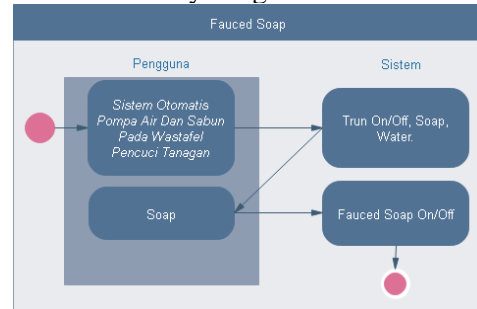 Fauced Soap
Pengguna
Sistem
Sistem Otomatis
Pompa Air Dan Sabun
Pada Wastafel
Pencuci Tanagan
Trun On/Off, Soap,
Water.
Soap
Fauced Soap On/Off